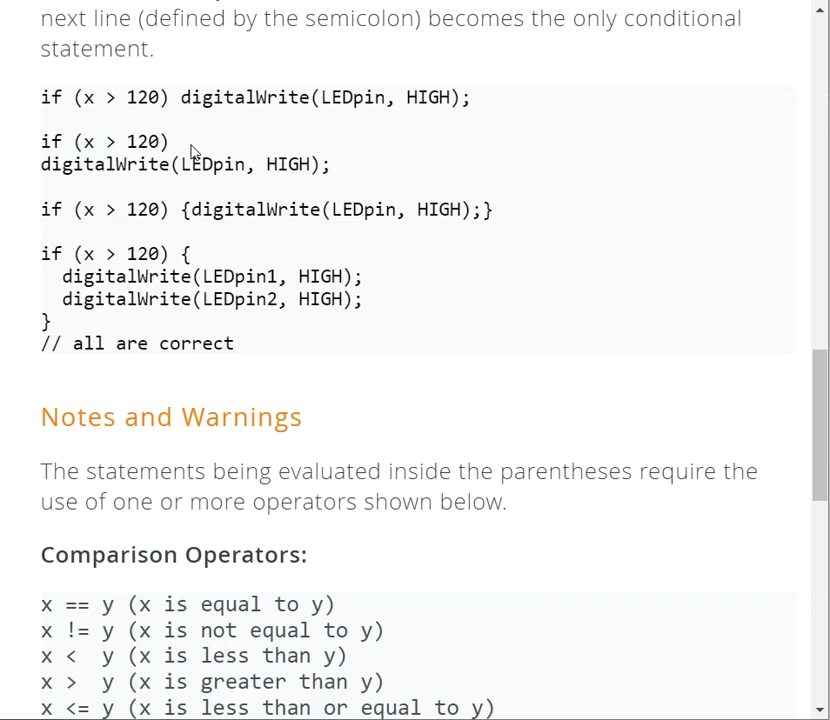 next line (defined by the semicolon) becomes the only conditional
statement.
if (x > 120) digitalWrite(LEDpin, HIGH);
if (x > 120)
digitalWrite(LEDpin, HIGH);
if (x > 120) {digitalWrite(LEDpin, HIGH);}
if (x > 120) {
  digitalWrite(LEDpin1, HIGH);
  digitalWrite(LEDpin2, HIGH);
}
// all are correct
Notes and Warnings
The statements being evaluated inside the parentheses require the
use of one or more operators shown below.
Comparison Operators:
x == y (x is equal to y)
x != y (x is not equal to y)
x <  y (x is less than y)
x >  y (x is greater than y)
x <= y (x is less than or equal to y)